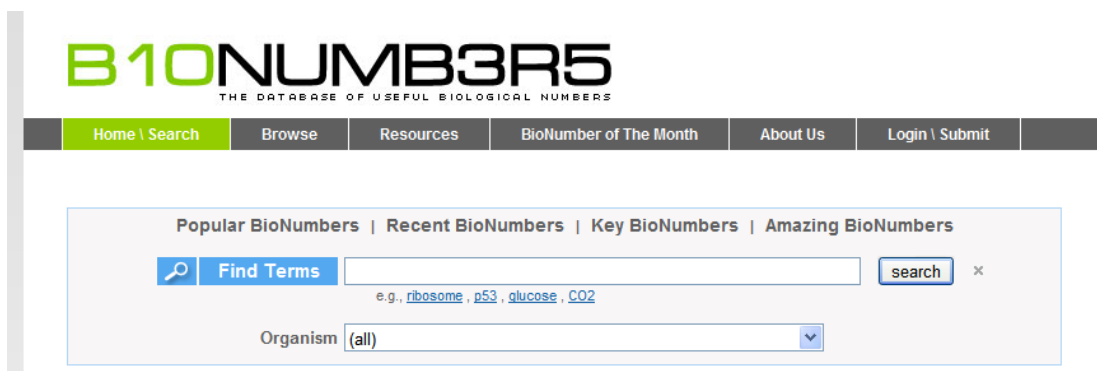 B10NUMB3R5
THE DATABASE OF USEFUL BIOLOGICAL NUMBERS
Home \ Search Browse Resources BioNumber of The Month About Us Login \ Submit
Popular BioNumbers | Recent BioNumbers | Key BioNumbers | Amazing BioNumbers
Find Terms search ×
e.g., ribosome , p53 , glucose , CO2
Organism (all)